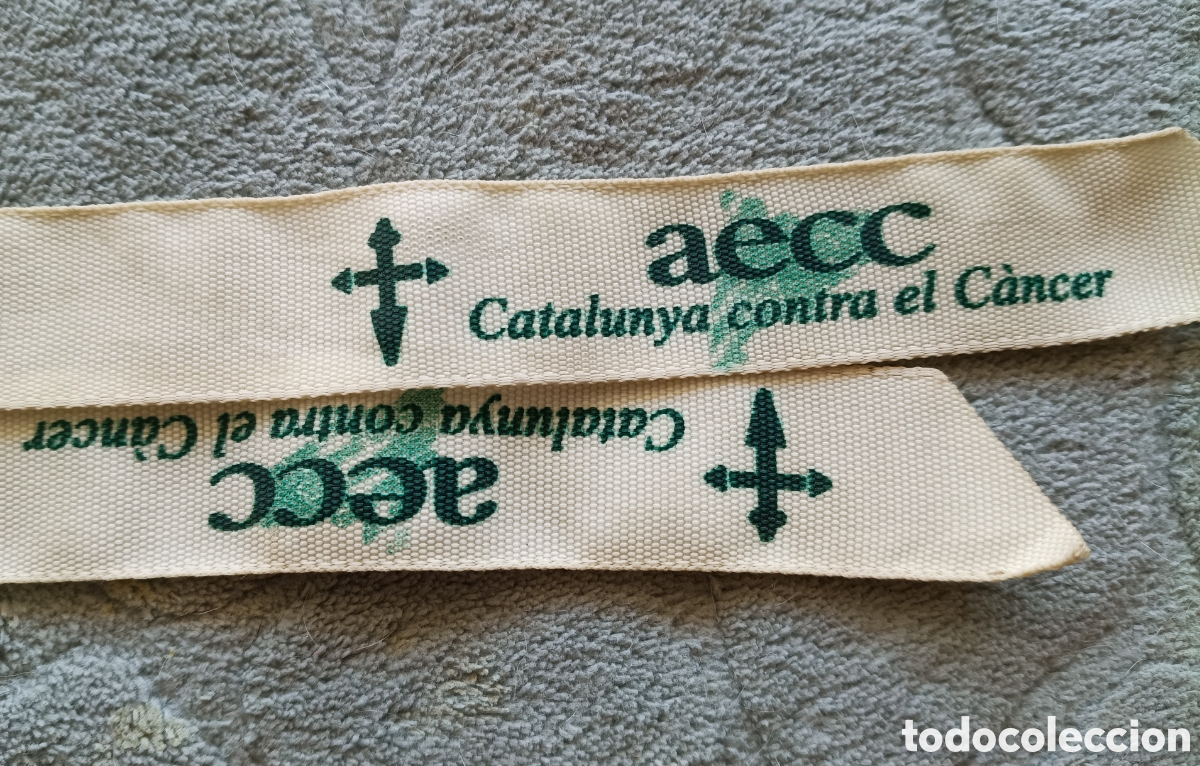 aecc
Catalunya contra el Càncer
Catalunya contra el Càncer
aecc
todocoleccion